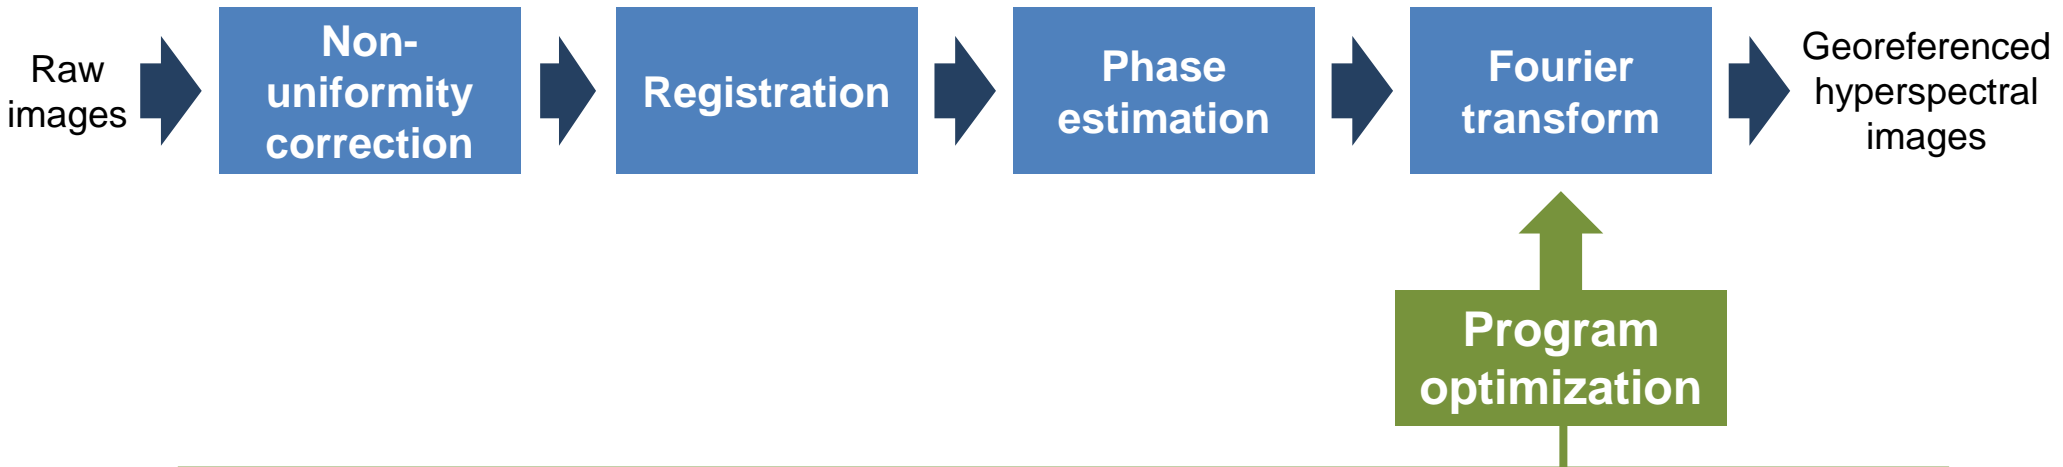 Raw
images
Non-
uniformity
correction
Registration
Phase
estimation
Fourier
transform
Georeferenced
hyperspectral
images
Program
optimization